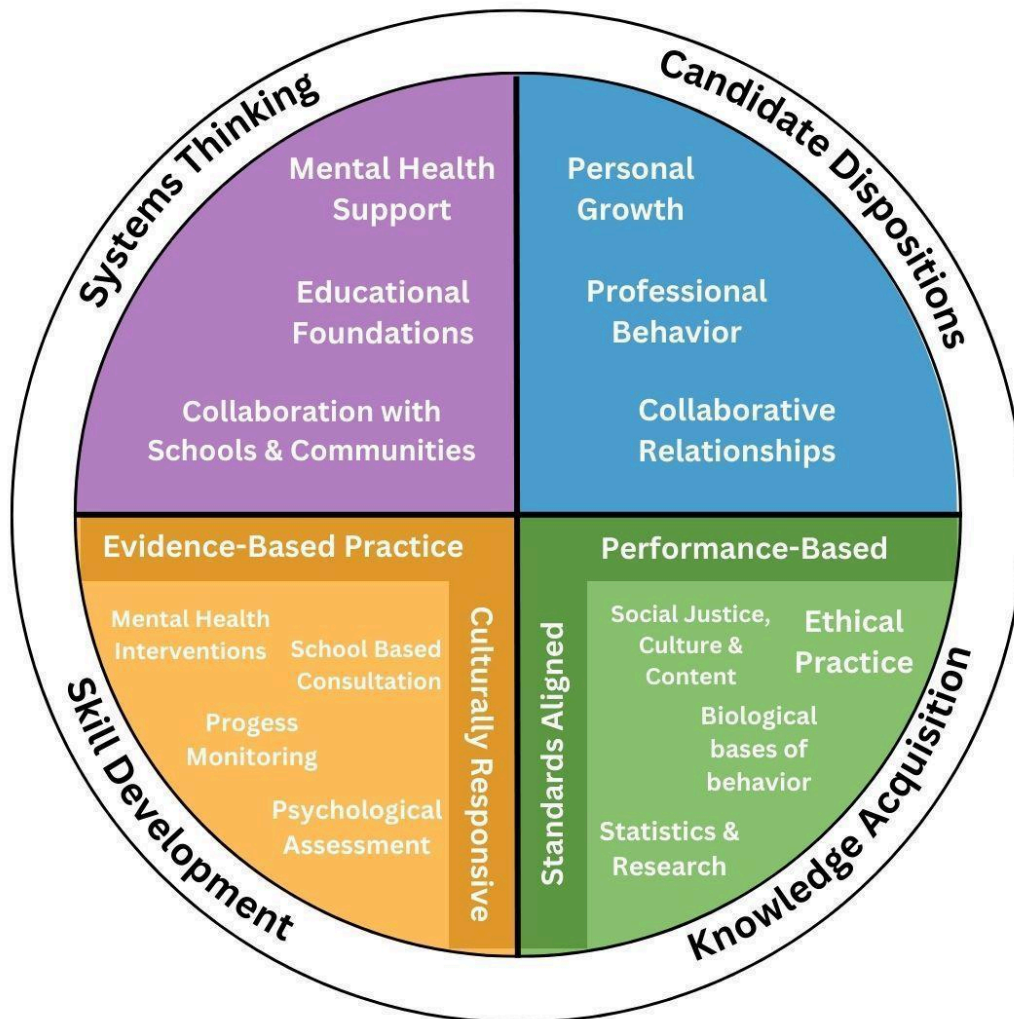 Systems Thinking
Mental Health
Support
Educational
Foundations
Collaboration with
Schools & Communities
Candidate Dispositions
Personal
Growth
Professional
Behavior
Collaborative
Relationships
Skill Development
Evidence-Based Practice
Culturally Responsive
Mental Health
Interventions
School Based
Consultation
Progess
Monitoring
Psychological
Assessment
Knowledge Acquisition
Performance-Based
Standards Aligned
Social Justice,
Culture &
Content
Ethical
Practice
Biological
bases of
behavior
Statistics &
Research